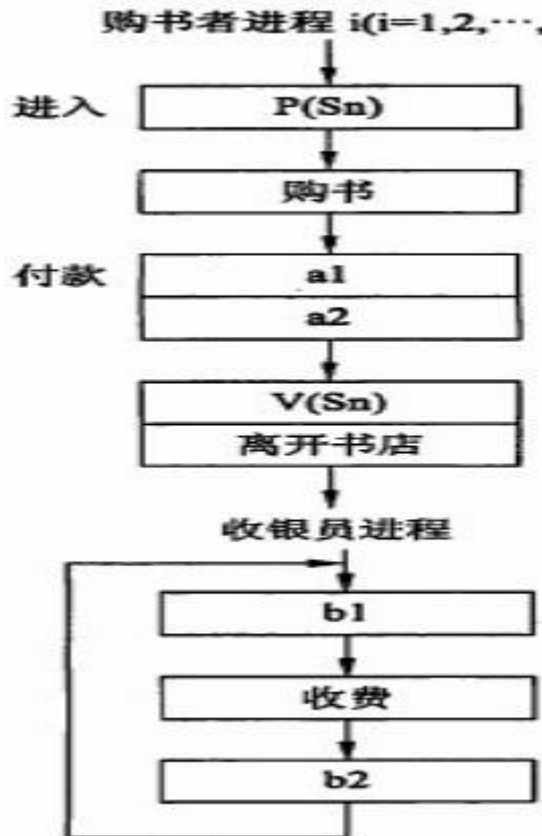 购书者进程 i(i=1,2,…,
进入
P(Sn)
购书
付款
a1
a2
V(Sn)
离开书店
收银员进程
b1
收费
b2